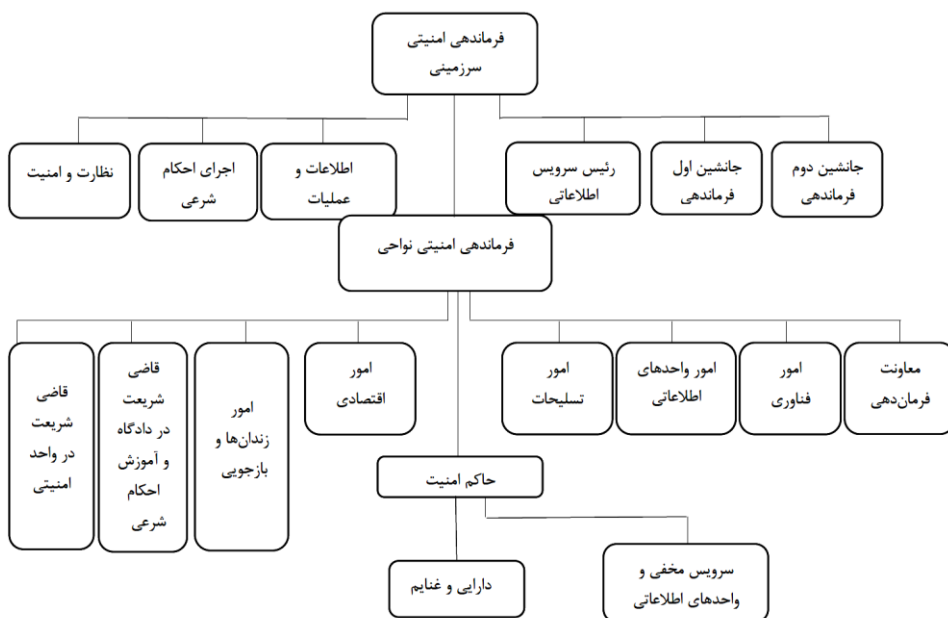 فرماندهی امنیتی
سرزمینی
جانشین دوم
فرماندهی
جانشین اول
فرماندهی
رئیس سرویس
اطلاعاتی
اطلاعات و
عملیات
اجرای احکام
شرعی
نظارت و امنیت
فرماندهی امنیتی نواحی
معاونت
فرمان‌دهی
امور
فناوری
امور واحدهای
اطلاعاتی
امور
تسلیحات
امور
اقتصادی
امور
زندان‌ها و
بازجویی
قاضی
شریعت
در دادگاه
و آموزش
احکام
شرعی
قاضی
شریعت
در واحد
امنیتی
حاکم امنیت
سرویس مخفی و
واحدهای اطلاعاتی
دارایی و غنایم